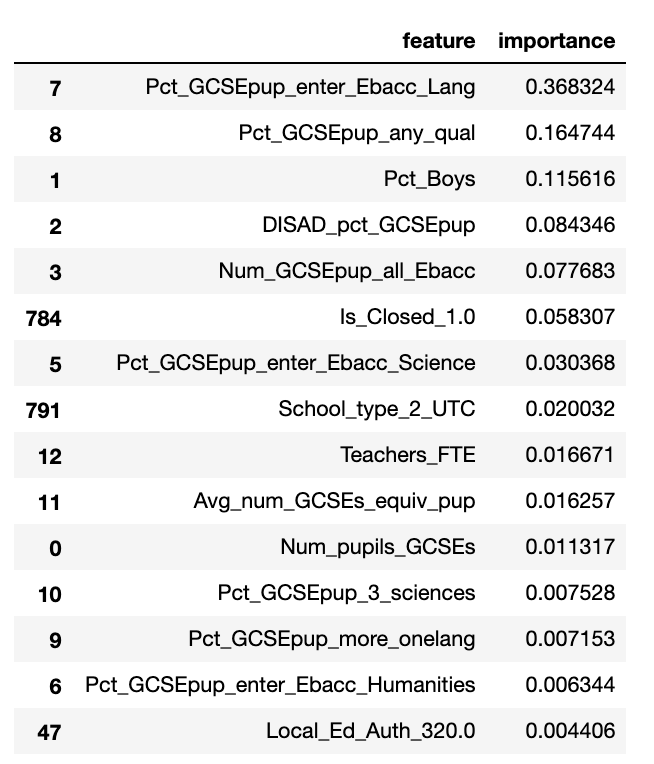 feature importance
7 Pct_GCSEpup_enter_Ebacc_Lang 0.368324
8 Pct_GCSEpup_any_qual 0.164744
1 Pct_Boys 0.115616
2 DISAD_pct_GCSEpup 0.084346
3 Num_GCSEpup_all_Ebacc 0.077683
784 Is_Closed_1.0 0.058307
5 Pct_GCSEpup_enter_Ebacc_Science 0.030368
791 School_type_2_UTC 0.020032
12 Teachers_FTE 0.016671
11 Avg_num_GCSEs_equiv_pup 0.016257
0 Num_pupils_GCSEs 0.011317
10 Pct_GCSEpup_3_sciences 0.007528
9 Pct_GCSEpup_more_onelang 0.007153
6 Pct_GCSEpup_enter_Ebacc_Humanities 0.006344
47 Local_Ed_Auth_320.0 0.004406